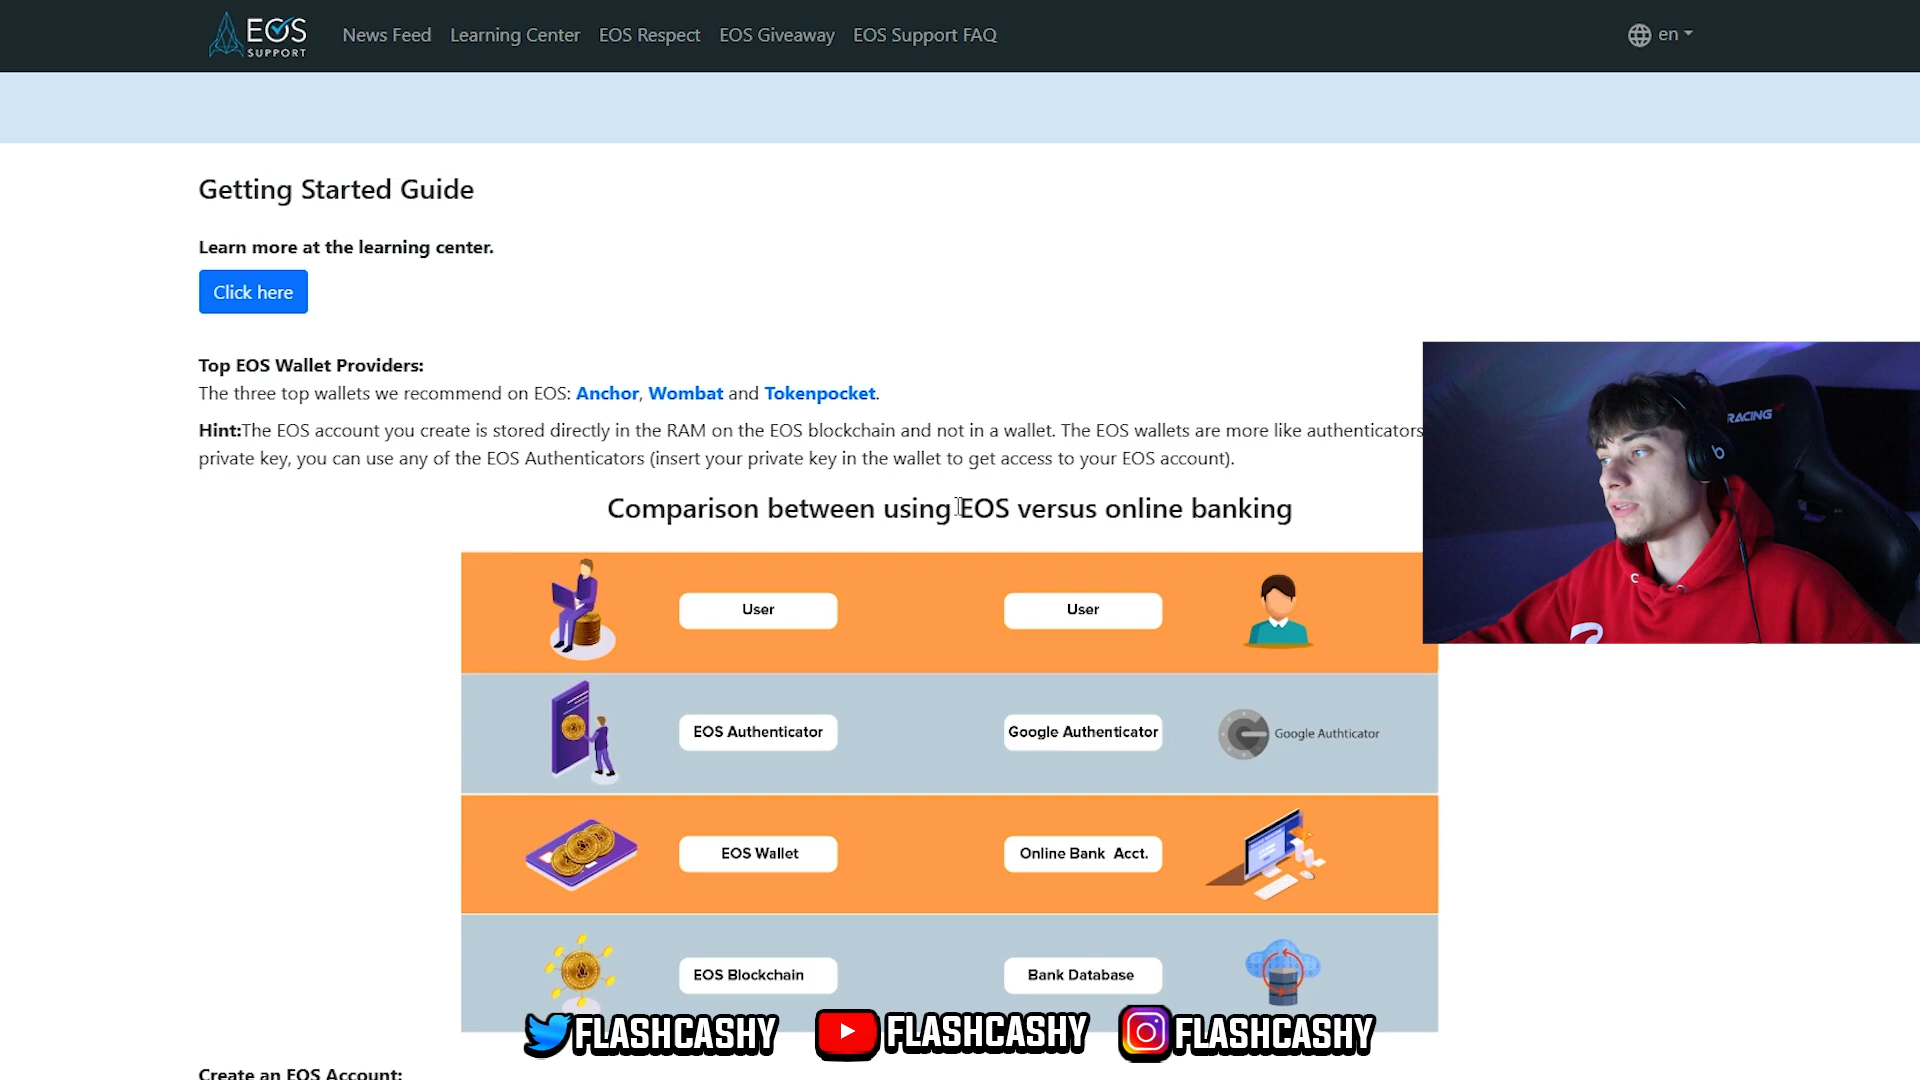 EOS
SUPPORT
News Feed
Learning Center
EOS Respect
EOS Giveaway
EOS Support FAQ
en
Getting Started Guide
Learn more at the learning center.
Click here
Top EOS Wallet Providers:
The three top wallets we recommend on EOS: Anchor, Wombat and Tokenpocket.
Hint:The EOS account you create is stored directly in the RAM on the EOS blockchain and not in a wallet. The EOS wallets are more like authenticators
private key, you can use any of the EOS Authenticators (insert your private key in the wallet to get access to your EOS account).
RACING
Comparison between using EOS versus online banking
User
User
EOS Authenticator
Google Authenticator
Google Authticator
EOS Wallet
Online Bank Acct.
EOS Blockchain
Bank Database
FLASHCASHY
FLASHCASHY
FLASHCASHY
Create an EOS Account: